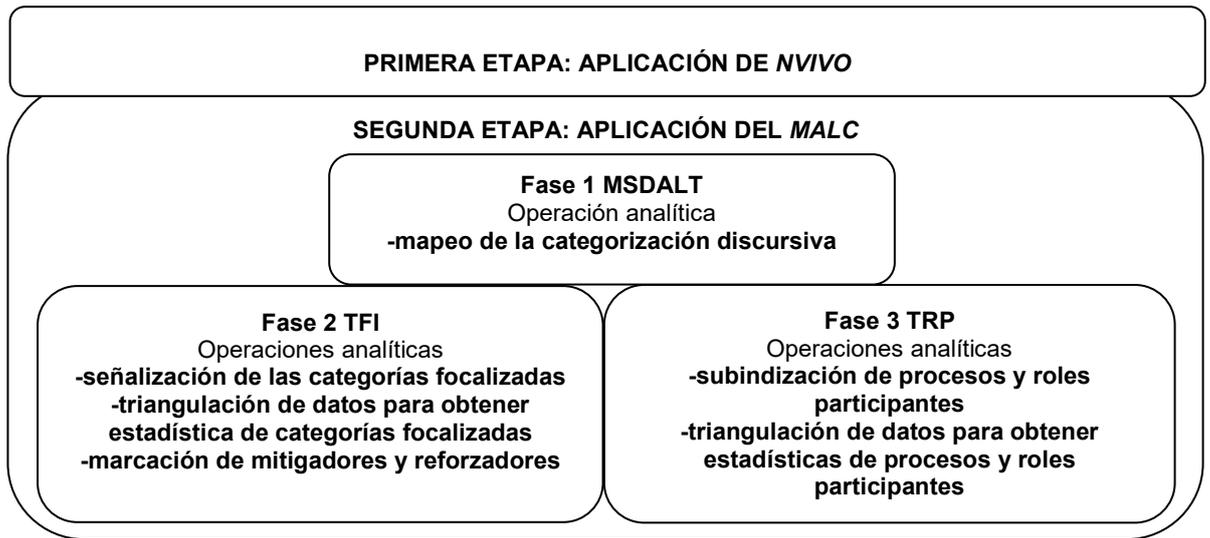 PRIMERA ETAPA: APLICACIÓN DE NVIVO
SEGUNDA ETAPA: APLICACIÓN DEL MALC
Fase 1 MSDALT
Operación analítica
-mapeo de la categorización discursiva
Fase 2 TFI
Operaciones analíticas
-señalización de las categorías focalizadas
-triangulación de datos para obtener
estadística de categorías focalizadas
-marcación de mitigadores y reforzadores
Fase 3 TRP
Operaciones analíticas
-subindización de procesos y roles
participantes
-triangulación de datos para obtener
estadísticas de procesos y roles
participantes